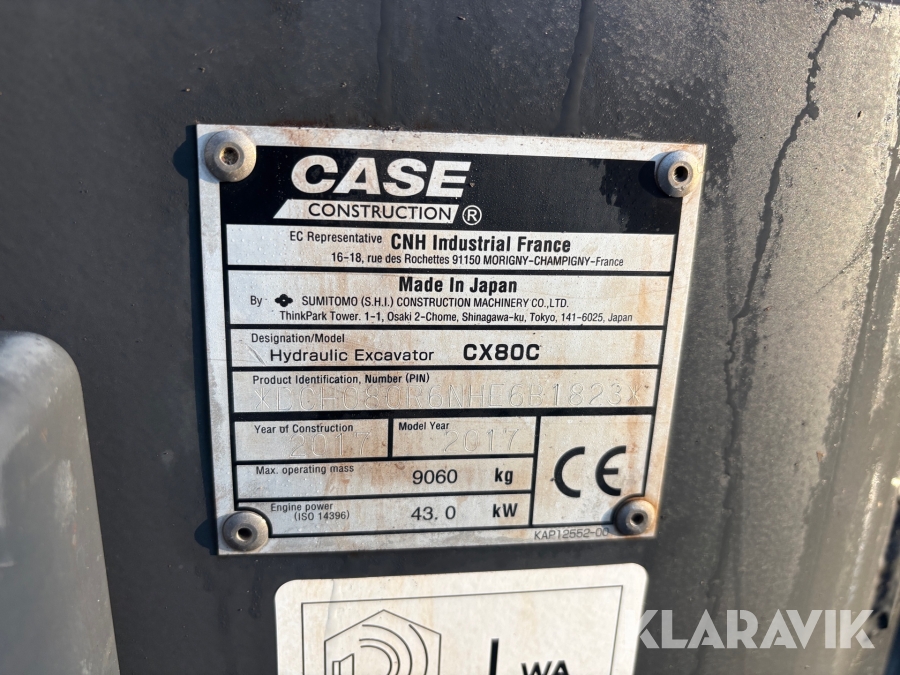 CASE
CONSTRUCTION ®
EC Representative CNH Industrial France
16-18, rue des Rochettes 91150 MORIGNY-CHAMPIGNY-France
Made In Japan
By SUMITOMO (S.H.I.) CONSTRUCTION MACHINERY CO.,LTD.
ThinkPark Tower. 1-1, Osaki 2-Chome, Shinagawa-ku, Tokyo, 141-6025, Japan
Designation/Model
Hydraulic Excavator CX80C
Product Identification, Number (PIN)
Year of Construction 2017 Model Year 2017
Max. operating mass 9060 kg
Engine power
(ISO 14396) 43.0 kW
CE
KAP12552-00
WA
KLARAVIK